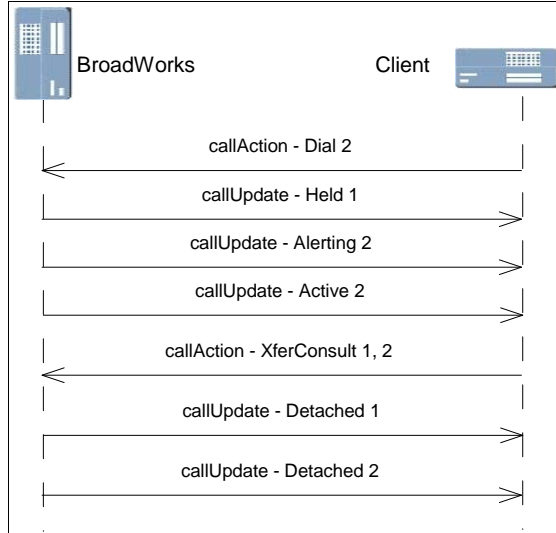 BroadWorks
Client
callAction - Dial 2
callUpdate - Held 1
callUpdate - Alerting 2
callUpdate - Active 2
callAction - XferConsult 1, 2
callUpdate - Detached 1
callUpdate - Detached 2